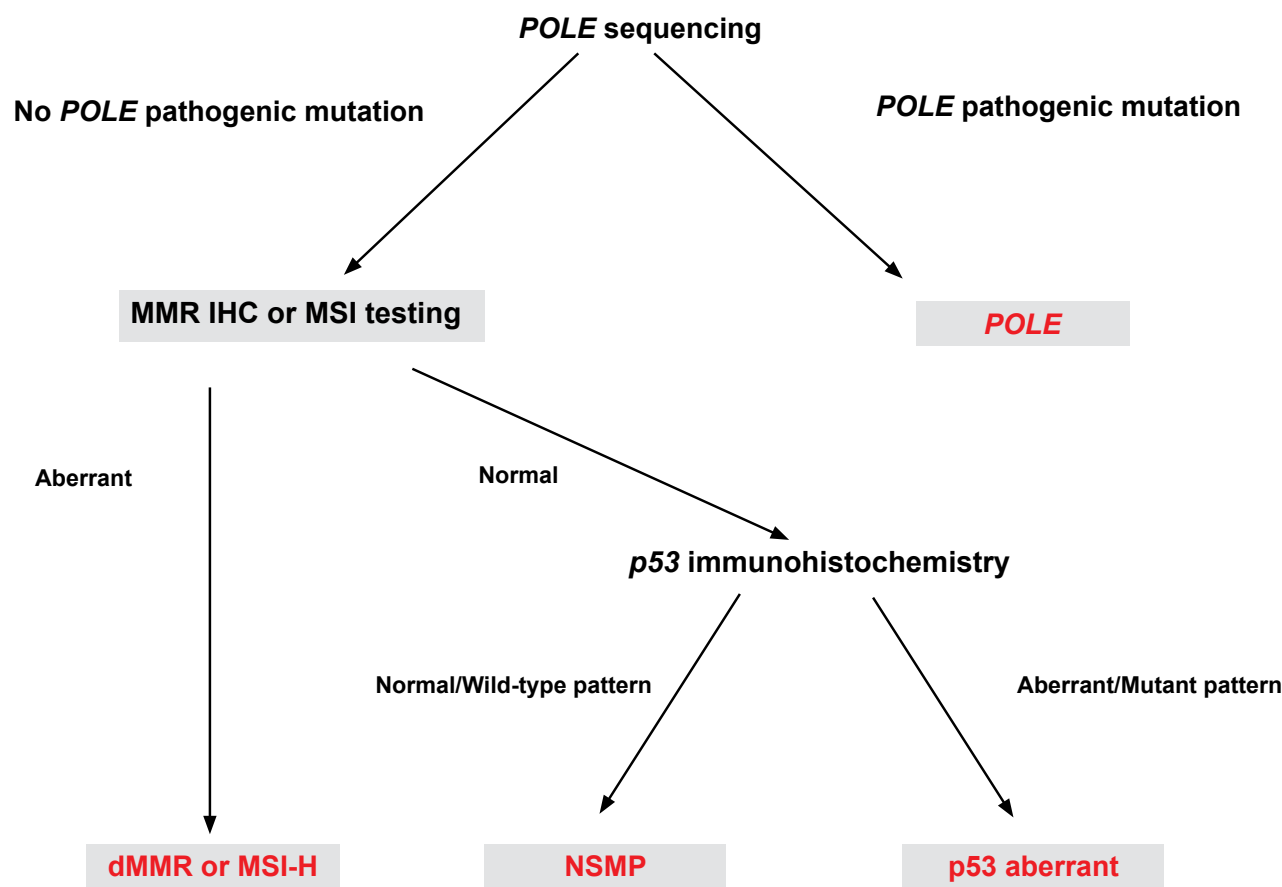 POLE sequencing
No POLE pathogenic mutation
POLE pathogenic mutation
MMR IHC or MSI testing
POLE
Aberrant
Normal
p53 immunohistochemistry
Normal/Wild-type pattern
Aberrant/Mutant pattern
dMMR or MSI-H
NSMP
p53 aberrant